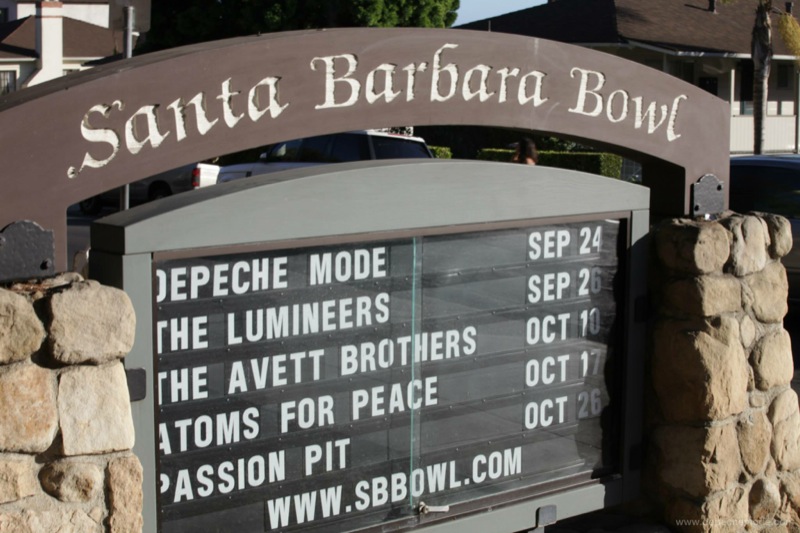 Santa Barbara Bowl
DEPECHE MODE SEP 24
THE LUMINEERS SEP 26
THE AVETT BROTHERS OCT 10
ATOMS FOR PEACE OCT 17
PASSION PIT OCT 26
WWW.SBBOWL.COM